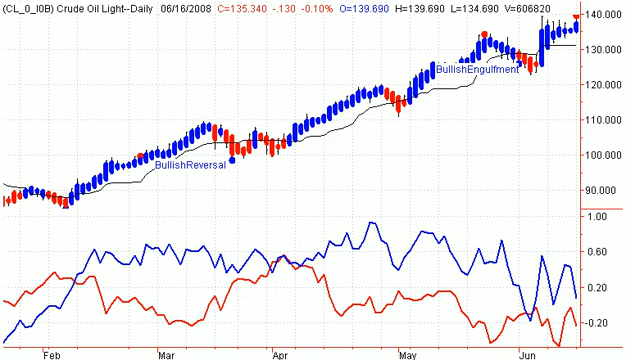 (CL_0_I0B) Crude Oil Light--Daily 06/16/2008 C=135.340 -.130 -0.10% O=139.690 H=139.690 L=134.690 V=606820
140.000
130.000
BullishEngulfment
120.000
110.000
100.000
BullishReversal
90.000
1.00
0.60
0.20
-0.20
Feb Mar Apr May Jun